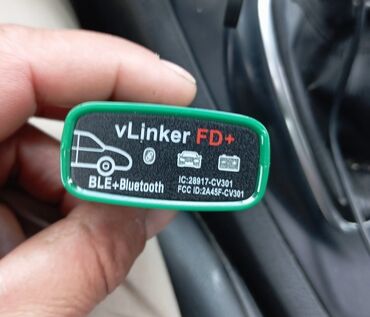 vLinker FD+
BLE+Bluetooth
IC:28917-CV301
FCC ID:2A45F-CV301